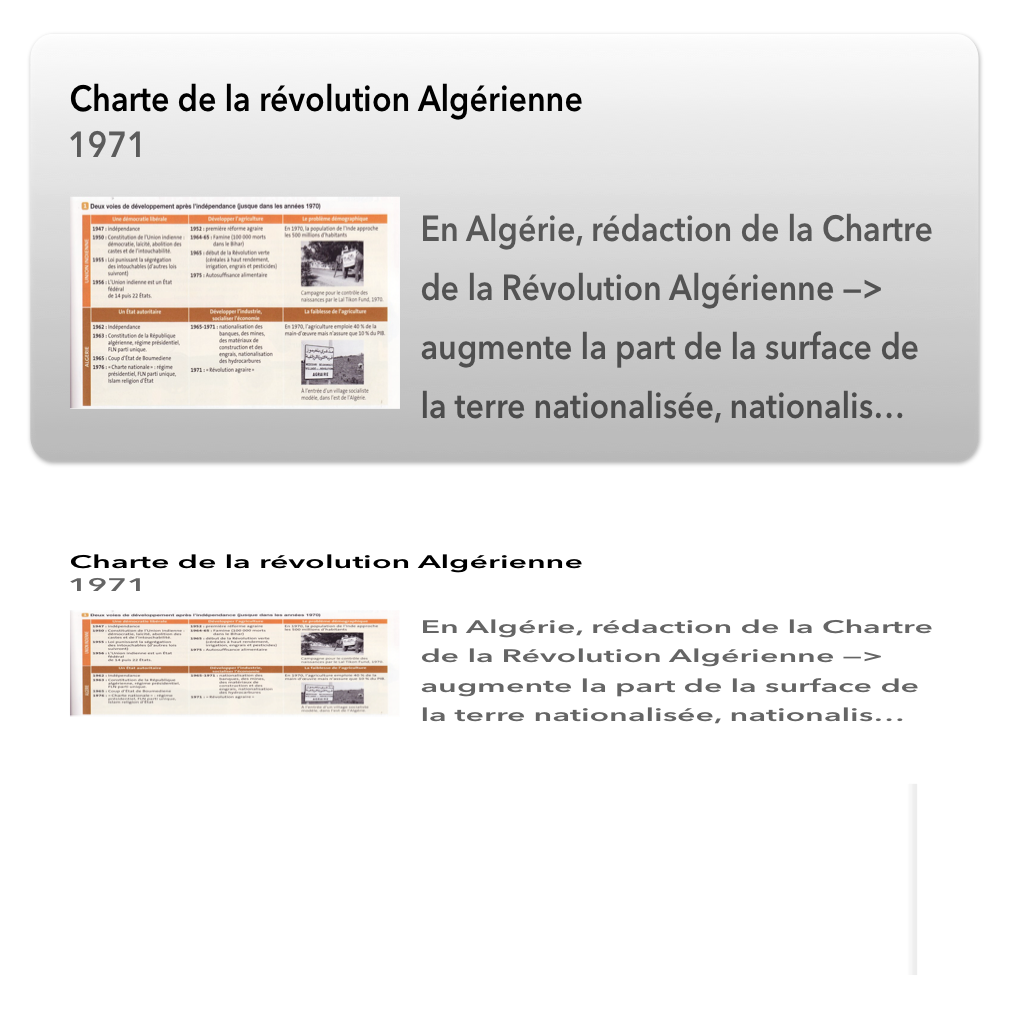 Charte de la révolution Algérienne
1971
Deux voies de développement après l'indépendance (jusque dans les années 1970)
Une démocratie libérale
Développer l'agriculture
Le problème démographique
1947 : Indépendance
1950 : Constitution de l'Union indienne :
démocratie, laïcité, abolition des
castes et de l'intouchabilité.
1955 : Loi punissant la ségrégation
des intouchables (d'autres lois
suivront)
1956 : L'Union indienne est un État
fédéral
de 14 puis 22 États.
1952 : première réforme agraire
1964-65 : Famine (100 000 morts
dans le Bihar)
1965 : début de la Révolution verte
(céréales à haut rendement,
irrigation, engrais et pesticides)
1975 : Autosuffisance alimentaire
En 1970, la population de l'Inde approche
les 500 millions d'habitants
Campagne pour le contrôle des
naissances par le Lal Tikon Fund, 1970.
ALGÉRIE
Un État autoritaire
Développer l'industrie,
socialiser l'économie
La faiblesse de l'agriculture
1962 : Indépendance
1963 : Constitution de la République
algérienne, régime présidentiel,
FLN parti unique.
1965 : Coup d'État de Boumediene
1976 : « Charte nationale » : régime
présidentiel, FLN parti unique,
Islam religion d'État
1965-1971 : nationalisation des
banques, des mines,
des matériaux de
construction et des
engrais, nationalisation
des hydrocarbures
1971 : « Révolution agraire »
En 1970, l'agriculture emploie 40 % de la
main-d'œuvre mais n'assure que 10 % du PIB.
AGRAIRE
À l'entrée d'un village socialiste
modèle, dans l'est de l'Algérie.
En Algérie, rédaction de la Chartre
de la Révolution Algérienne —>
augmente la part de la surface de
la terre nationalisée, nationalis...
Charte de la révolution Algérienne
1971
En Algérie, rédaction de la Chartre
de la Révolution Algérienne —>
augmente la part de la surface de
la terre nationalisée, nationalis...